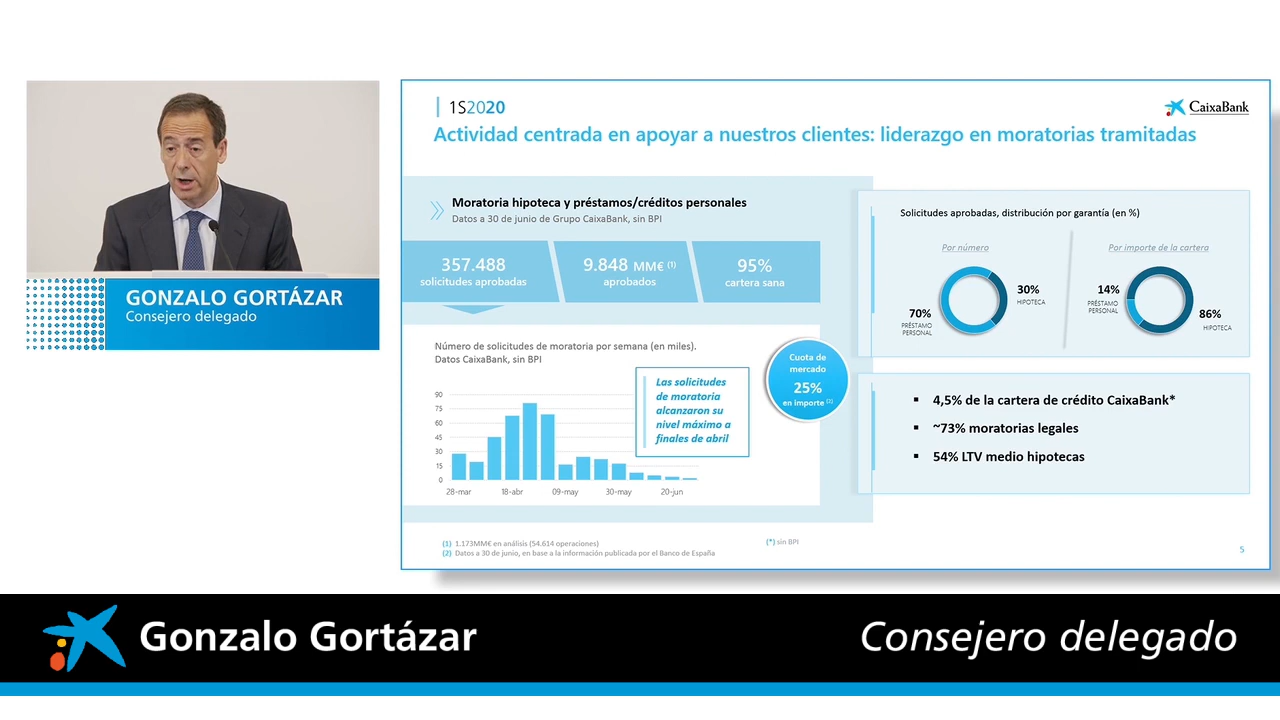 GONZALO GORTÁZAR
Consejero delegado
1S2020
CaixaBank
Actividad centrada en apoyar a nuestros clientes: liderazgo en moratorias tramitadas
Moratoria hipoteca y préstamos/créditos personales
Datos a 30 de junio de Grupo CaixaBank, sin BPI
357.488
solicitudes aprobadas
9.848 MM€ (1)
aprobados
95%
cartera sana
Número de solicitudes de moratoria por semana (en miles).
Datos CaixaBank, sin BPI
90
75
60
45
30
15
0
28-mar
18-abr
09-may
30-may
20-jun
Las solicitudes
de moratoria
alcanzaron su
nivel máximo a
finales de abril
Cuota de
mercado
25%
en importe (2)
Solicitudes aprobadas, distribución por garantía (en %)
Por número
30%
HIPOTECA
70%
PRÉSTAMO
PERSONAL
Por importe de la cartera
14%
PRÉSTAMO
PERSONAL
86%
HIPOTECA
▪ 4,5% de la cartera de crédito CaixaBank*
▪ ~73% moratorias legales
▪ 54% LTV medio hipotecas
(1) 1.173MM€ en análisis (54.614 operaciones)
(2) Datos a 30 de junio, en base a la información publicada por el Banco de España
(*) sin BPI
5
Gonzalo Gortázar
Consejero delegado